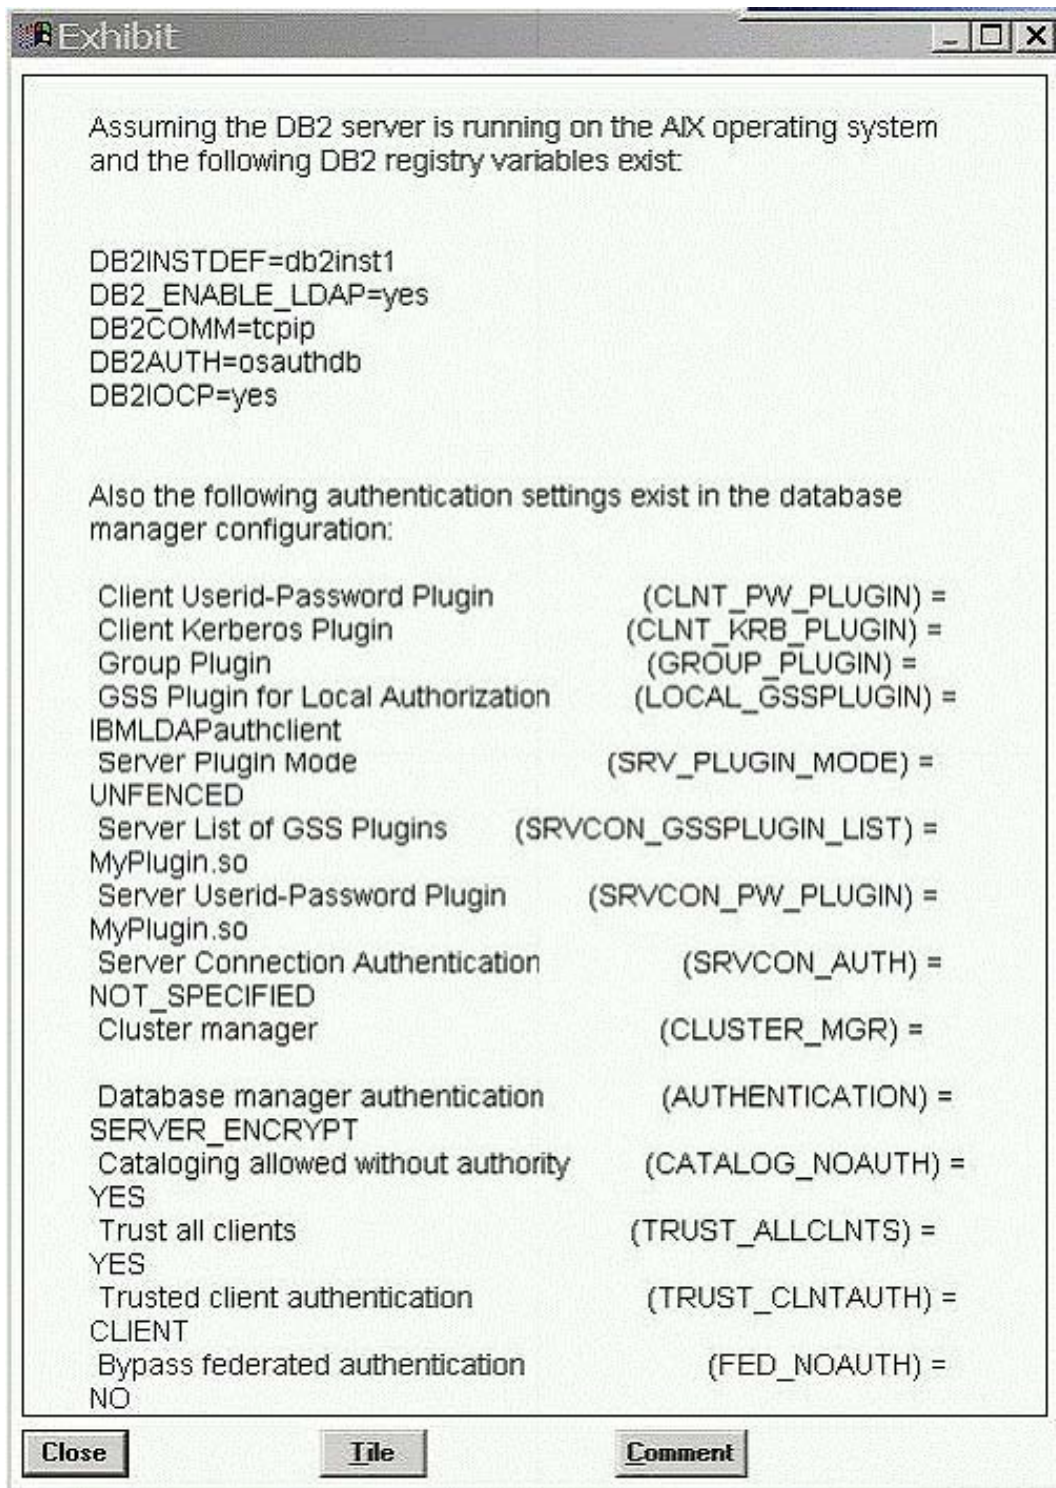 Exhibit
Assuming the DB2 server is running on the AIX operating system
and the following DB2 registry variables exist:
DB2INSTDEF=db2inst1
DB2_ENABLE_LDAP=yes
DB2COMM=tcpip
DB2AUTH=osauthdb
DB2IOCP=yes
Also the following authentication settings exist in the database
manager configuration:
Client Userid-Password Plugin (CLNT_PW_PLUGIN) =
Client Kerberos Plugin (CLNT_KRB_PLUGIN) =
Group Plugin (GROUP_PLUGIN) =
GSS Plugin for Local Authorization (LOCAL_GSSPLUGIN) =
IBMLDAPauthclient
Server Plugin Mode (SRV_PLUGIN_MODE) =
UNFENCED
Server List of GSS Plugins (SRVCON_GSSPLUGIN_LIST) =
MyPlugin.so
Server Userid-Password Plugin (SRVCON_PW_PLUGIN) =
MyPlugin.so
Server Connection Authentication (SRVCON_AUTH) =
NOT_SPECIFIED
Cluster manager (CLUSTER_MGR) =
Database manager authentication (AUTHENTICATION) =
SERVER_ENCRYPT
Cataloging allowed without authority (CATALOG_NOAUTH) =
YES
Trust all clients (TRUST_ALLCLNTS) =
YES
Trusted client authentication (TRUST_CLNTAUTH) =
CLIENT
Bypass federated authentication (FED_NOAUTH) =
NO
Close Tile Comment